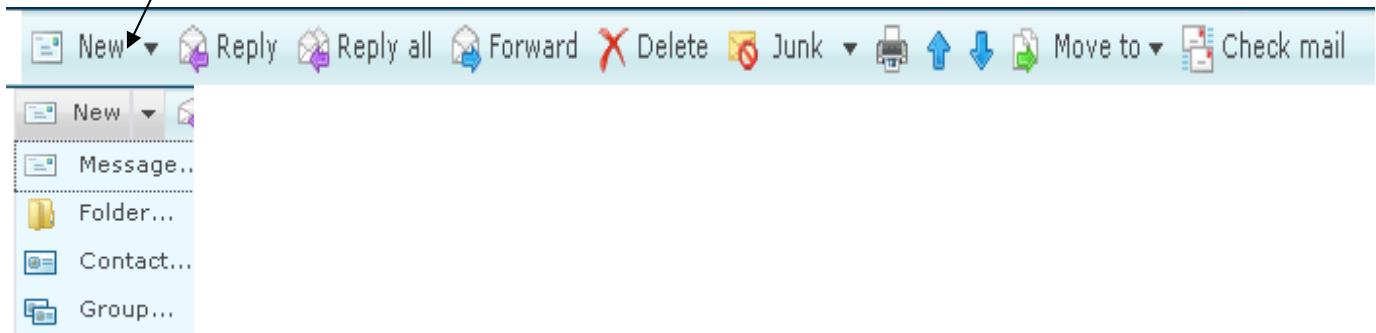 New Reply Reply all Forward Delete Junk Move to Check mail
New
Message..
Folder...
Contact...
Group...